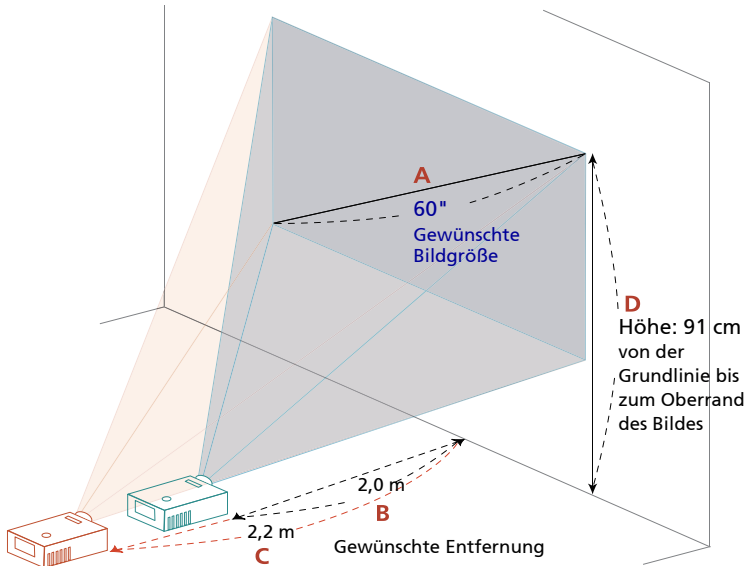 A
60"
Gewünschte
Bildgröße
D
Höhe: 91 cm
von der
Grundlinie bis
zum Oberrand
des Bildes
2,0 m
B
2,2 m
C
Gewünschte Entfernung